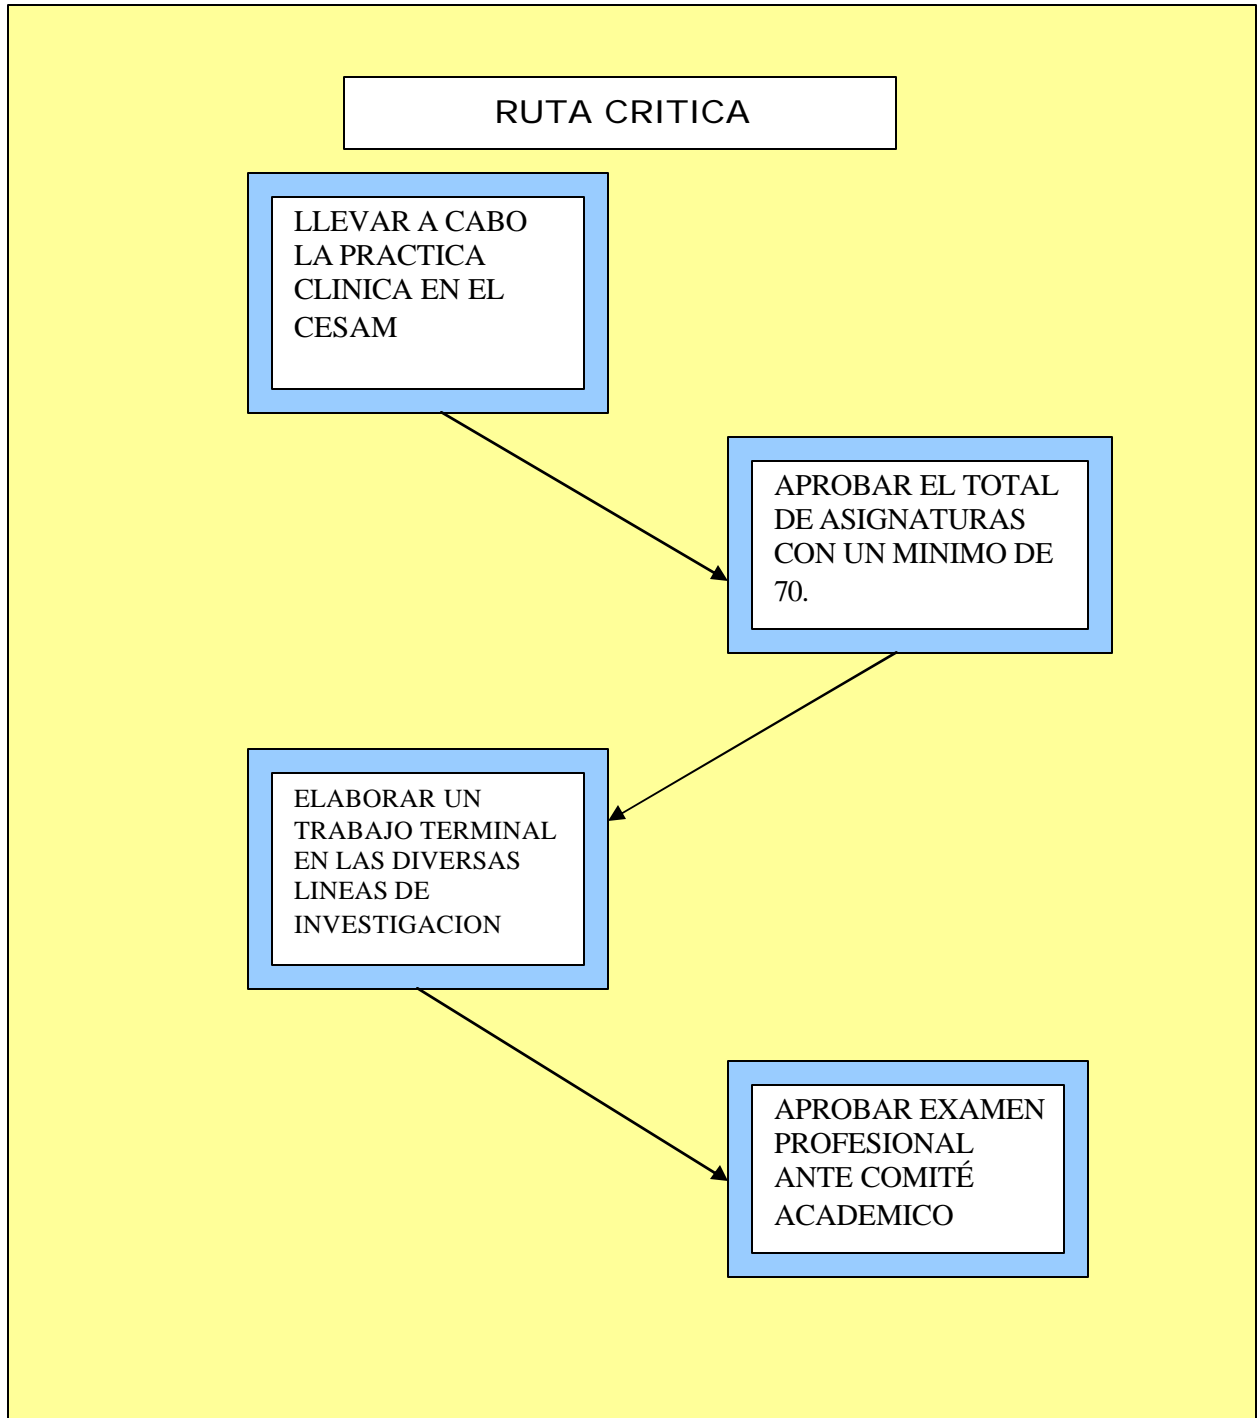 RUTA CRITICA
LLEVAR A CABO
LA PRACTICA
CLINICA EN EL
CESAM
APROBAR EL TOTAL
DE ASIGNATURAS
CON UN MINIMO DE
70.
ELABORAR UN
TRABAJO TERMINAL
EN LAS DIVERSAS
LINEAS DE
INVESTIGACION
APROBAR EXAMEN
PROFESIONAL
ANTE COMITÉ
ACADEMICO